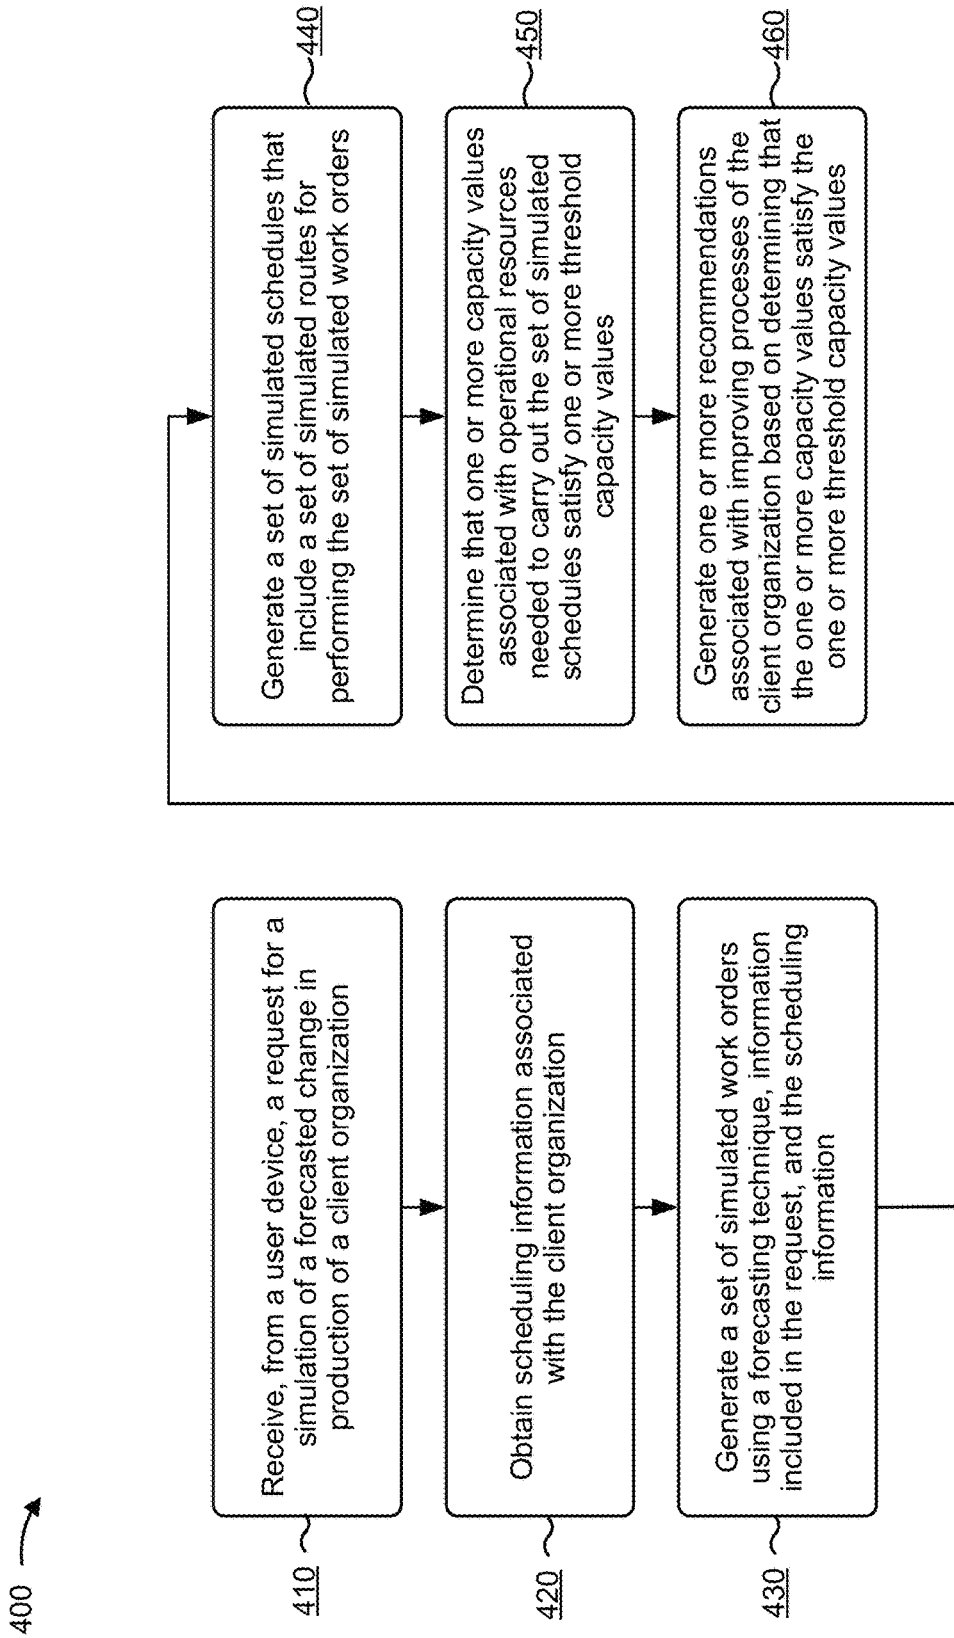 400
410
Receive, from a user device, a request for a
simulation of a forecasted change in
production of a client organization
420
Obtain scheduling information associated
with the client organization
430
Generate a set of simulated work orders
using a forecasting technique, information
included in the request, and the scheduling
information
440
Generate a set of simulated schedules that
include a set of simulated routes for
performing the set of simulated work orders
450
Determine that one or more capacity values
associated with operational resources
needed to carry out the set of simulated
schedules satisfy one or more threshold
capacity values
460
Generate one or more recommendations
associated with improving processes of the
client organization based on determining that
the one or more capacity values satisfy the
one or more threshold capacity values